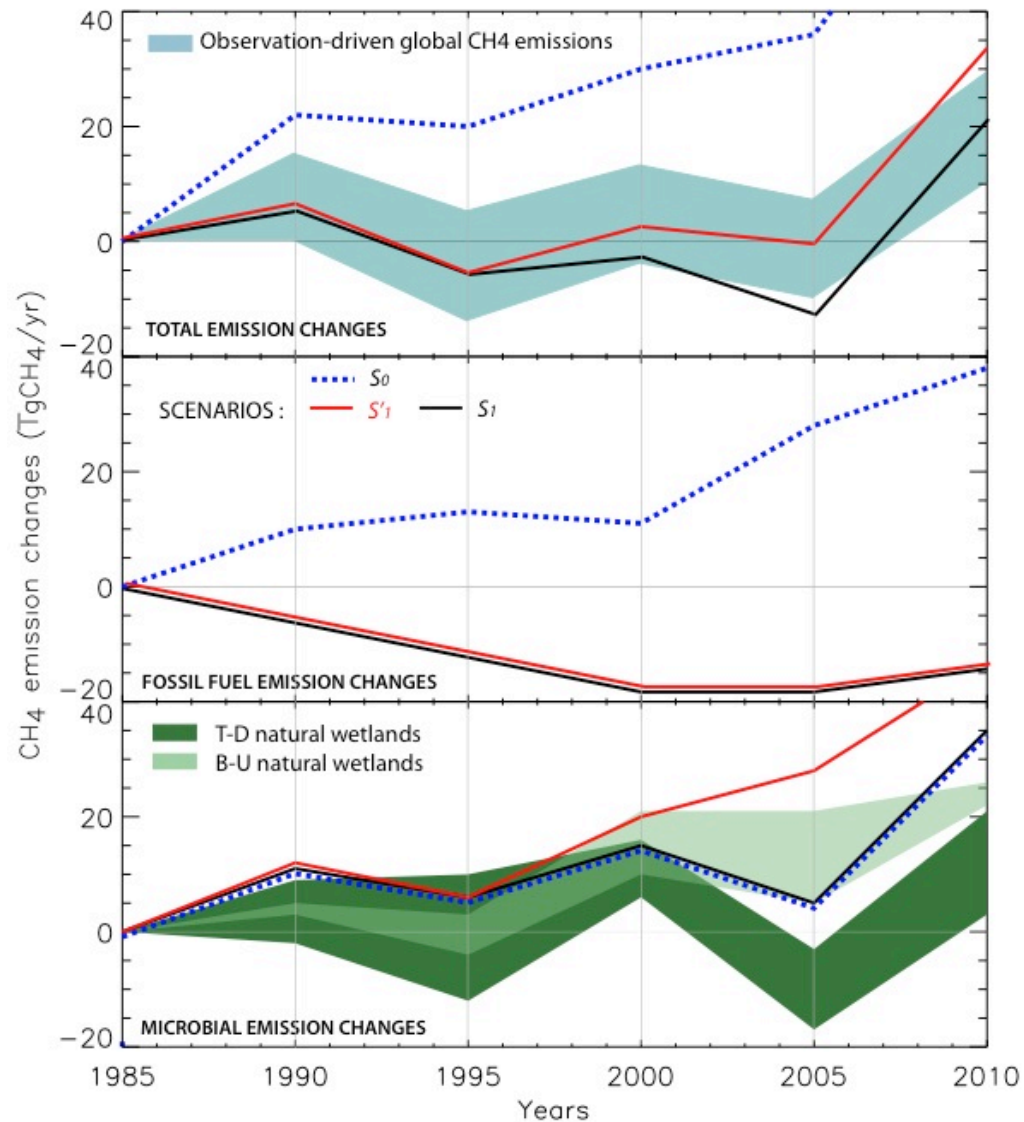 40
Observation-driven global CH4 emissions
20
0
TOTAL EMISSION CHANGES
−20
CH4 emission changes (TgCH4/yr)
40
S0
SCENARIOS : S'1 S1
20
0
FOSSIL FUEL EMISSION CHANGES
−20
40
T-D natural wetlands
B-U natural wetlands
20
0
MICROBIAL EMISSION CHANGES
−20
1985 1990 1995 2000 2005 2010
Years